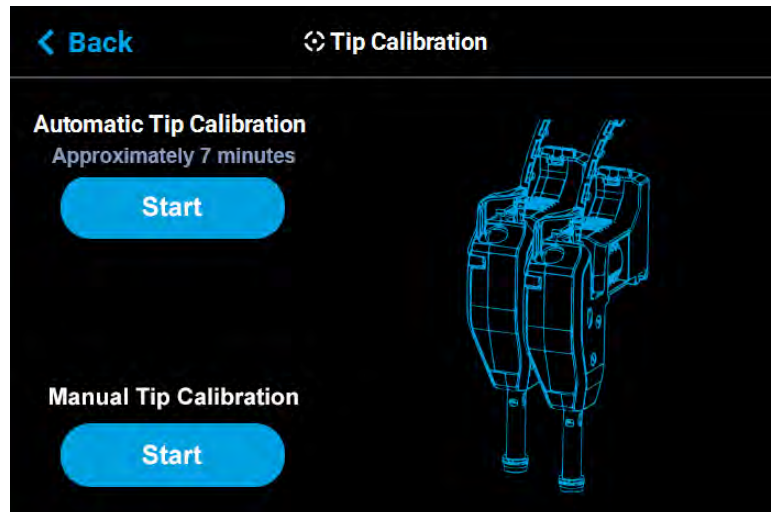 Back
Tip Calibration
Automatic Tip Calibration
Approximately 7 minutes
Start
Manual Tip Calibration
Start